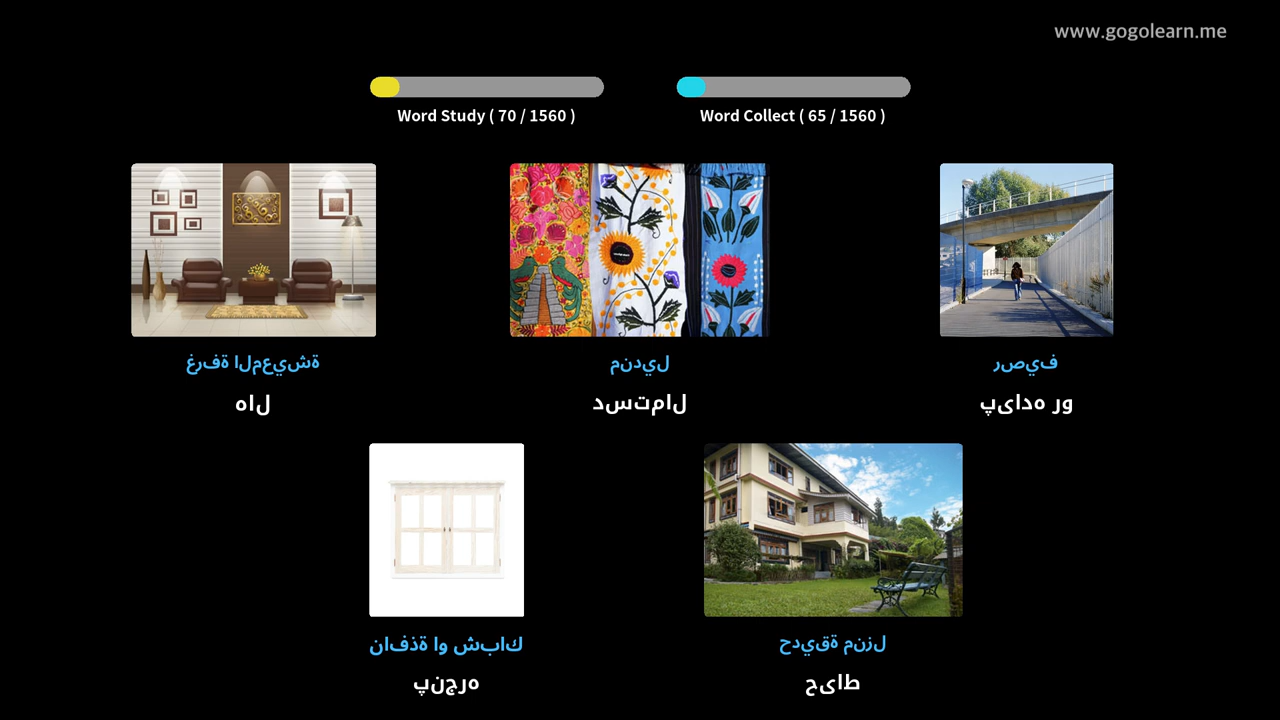 www.gogolearn.me
Word Study ( 70 / 1560 )
Word Collect ( 65 / 1560 )
غرفة المعيشة
هال
منديل
دستمال
رصيف
پیاده رو
نافذة او شباك
پنجره
حديقة منزل
حیاط